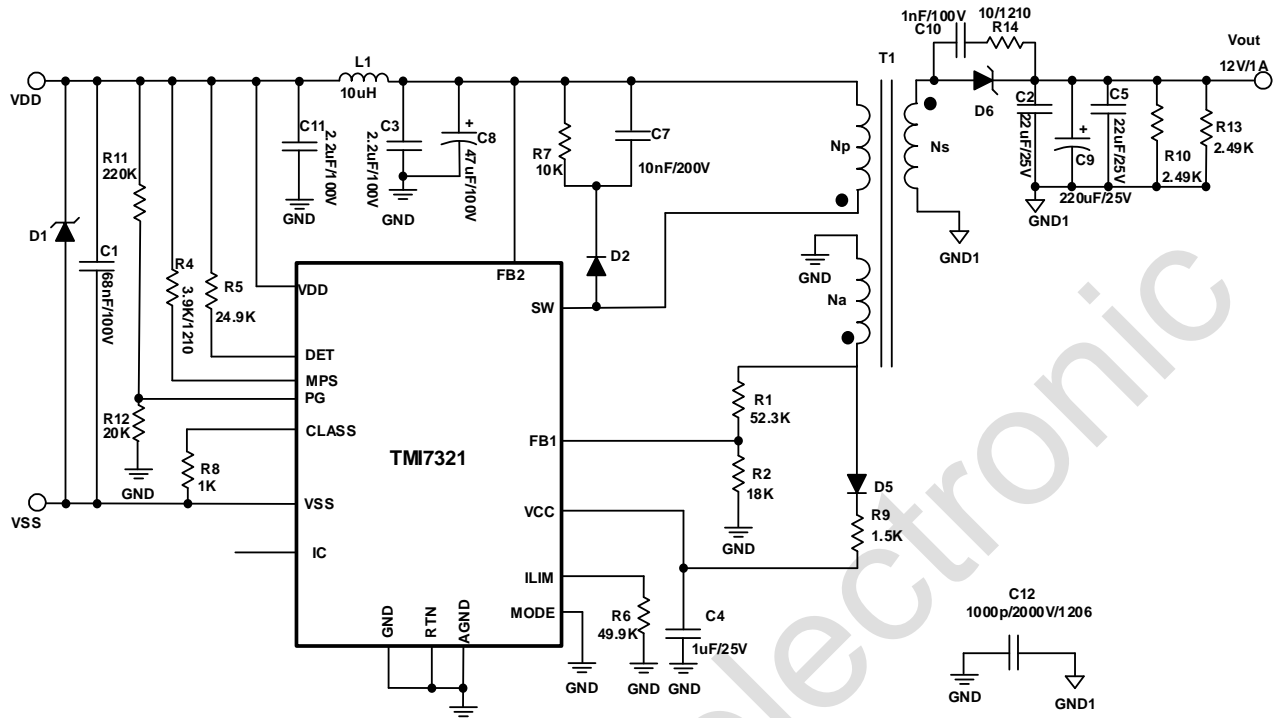 1nF/100V
C10
10/1210
R14
T1
Vout
12V/1A
L1
10uH
VDD
D6
C2
22uF/25V
C9
220uF/25V
C5
22uF/25V
R10
2.49K
R13
2.49K
GND1
GND1
R11
220K
C11
2.2uF/100V
GND
C3
2.2uF/100V
GND
+
C8
47uF/100V
R7
10K
C7
10nF/200V
Np
Ns
+
D1
C1
68nF/100V
R4
3.9K/1210
R5
24.9K
D2
GND
Na
VDD
FB2
SW
DET
MPS
PG
CLASS
FB1
TMI7321
R12
20K
GND
R8
1K
R1
52.3K
R2
18K
GND
D5
R9
1.5K
VSS
VSS
VCC
IC
ILIM
MODE
GND
RTN
AGND
R6
49.9K
C4
1uF/25V
GND
GND
GND
GND
C12
1000p/2000V/1206
GND
GND1
electronic